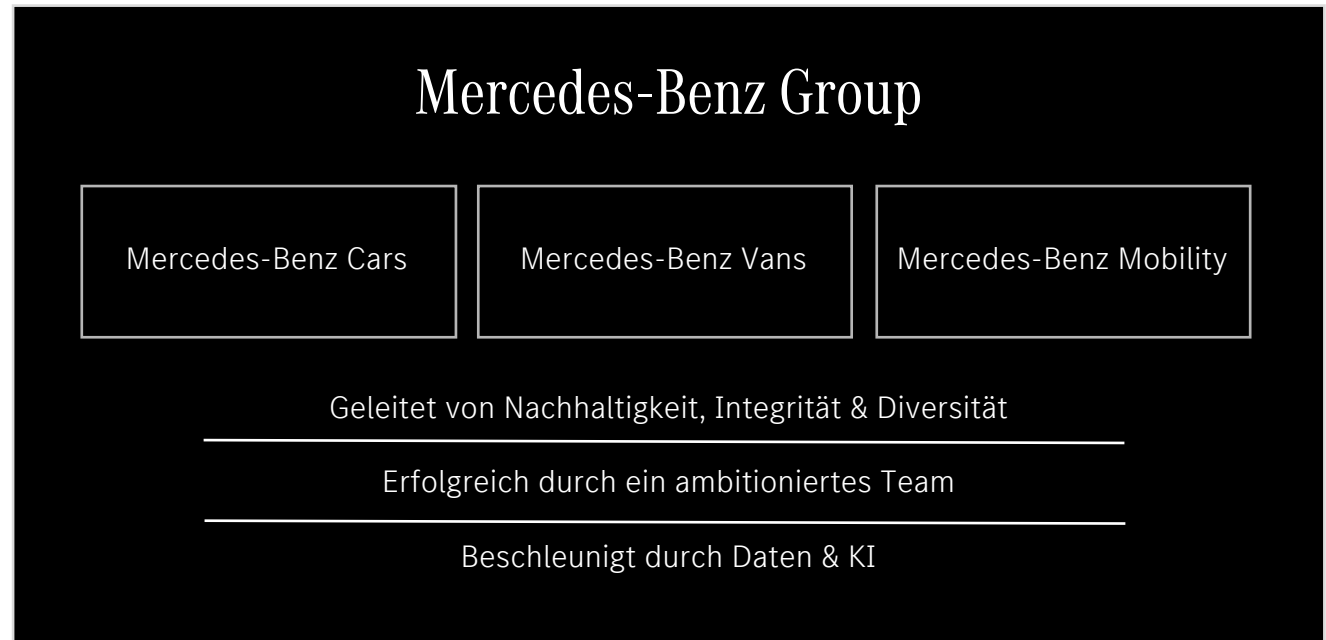 Mercedes-Benz Group
Mercedes-Benz Cars
Mercedes-Benz Vans
Mercedes-Benz Mobility
Geleitet von Nachhaltigkeit, Integrität & Diversität
Erfolgreich durch ein ambitioniertes Team
Beschleunigt durch Daten & KI